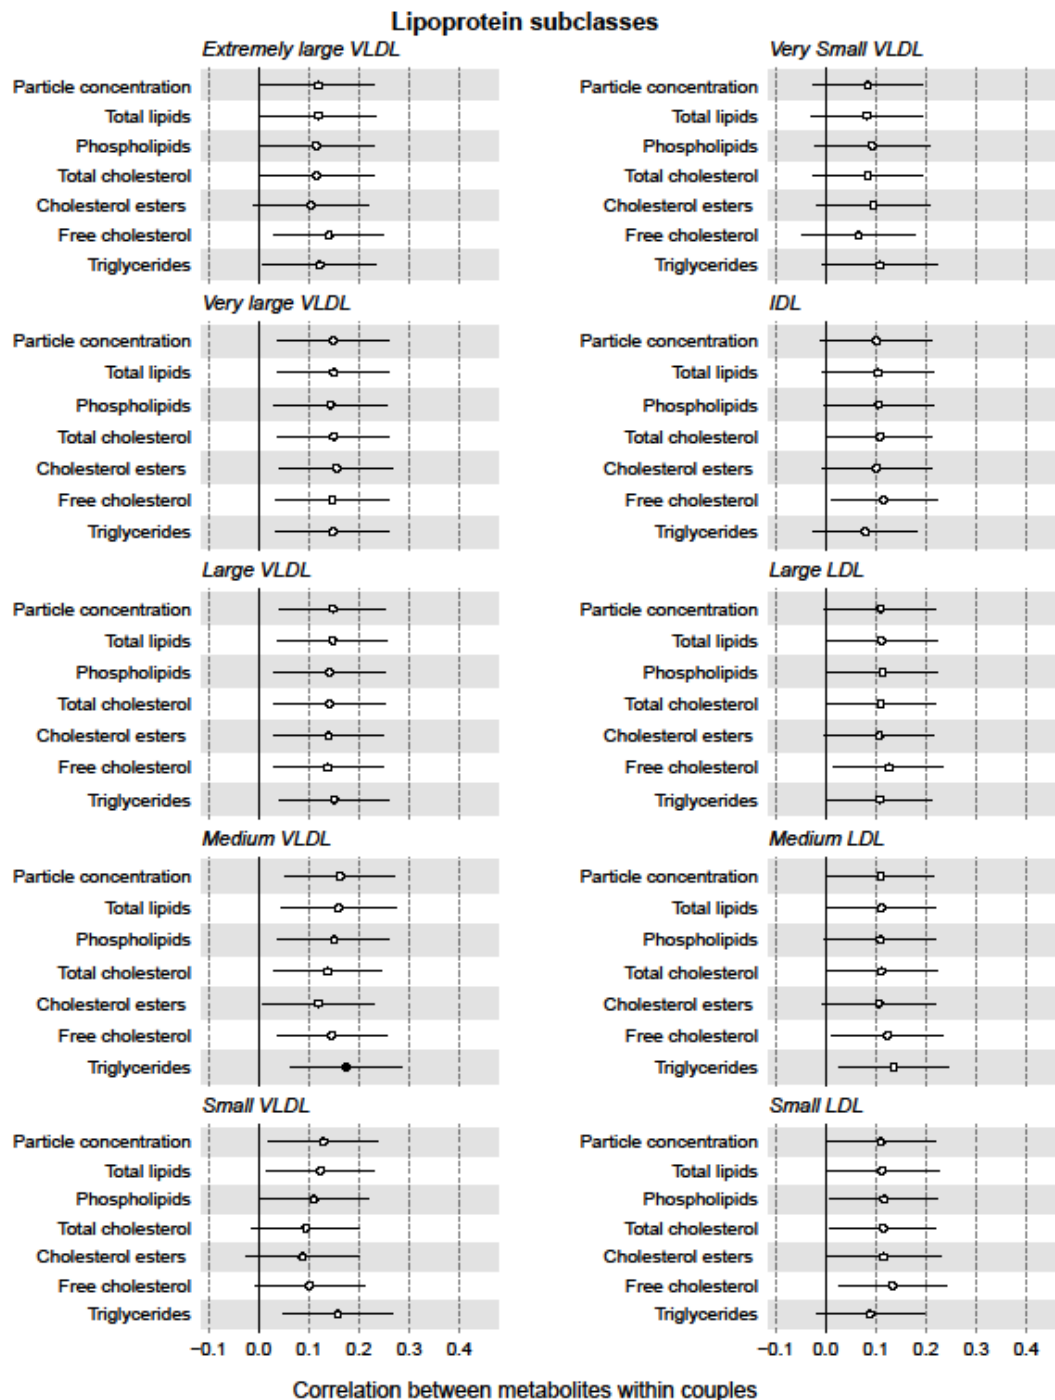 Lipoprotein subclasses
Extremely large VLDL
Particle concentration
Total lipids
Phospholipids
Total cholesterol
Cholesterol esters
Free cholesterol
Triglycerides
Very large VLDL
Particle concentration
Total lipids
Phospholipids
Total cholesterol
Cholesterol esters
Free cholesterol
Triglycerides
Large VLDL
Particle concentration
Total lipids
Phospholipids
Total cholesterol
Cholesterol esters
Free cholesterol
Triglycerides
Medium VLDL
Particle concentration
Total lipids
Phospholipids
Total cholesterol
Cholesterol esters
Free cholesterol
Triglycerides
Small VLDL
Particle concentration
Total lipids
Phospholipids
Total cholesterol
Cholesterol esters
Free cholesterol
Triglycerides
−0.1 0.0 0.1 0.2 0.3 0.4
Very Small VLDL
Particle concentration
Total lipids
Phospholipids
Total cholesterol
Cholesterol esters
Free cholesterol
Triglycerides
IDL
Particle concentration
Total lipids
Phospholipids
Total cholesterol
Cholesterol esters
Free cholesterol
Triglycerides
Large LDL
Particle concentration
Total lipids
Phospholipids
Total cholesterol
Cholesterol esters
Free cholesterol
Triglycerides
Medium LDL
Particle concentration
Total lipids
Phospholipids
Total cholesterol
Cholesterol esters
Free cholesterol
Triglycerides
Small LDL
Particle concentration
Total lipids
Phospholipids
Total cholesterol
Cholesterol esters
Free cholesterol
Triglycerides
−0.1 0.0 0.1 0.2 0.3 0.4
Correlation between metabolites within couples